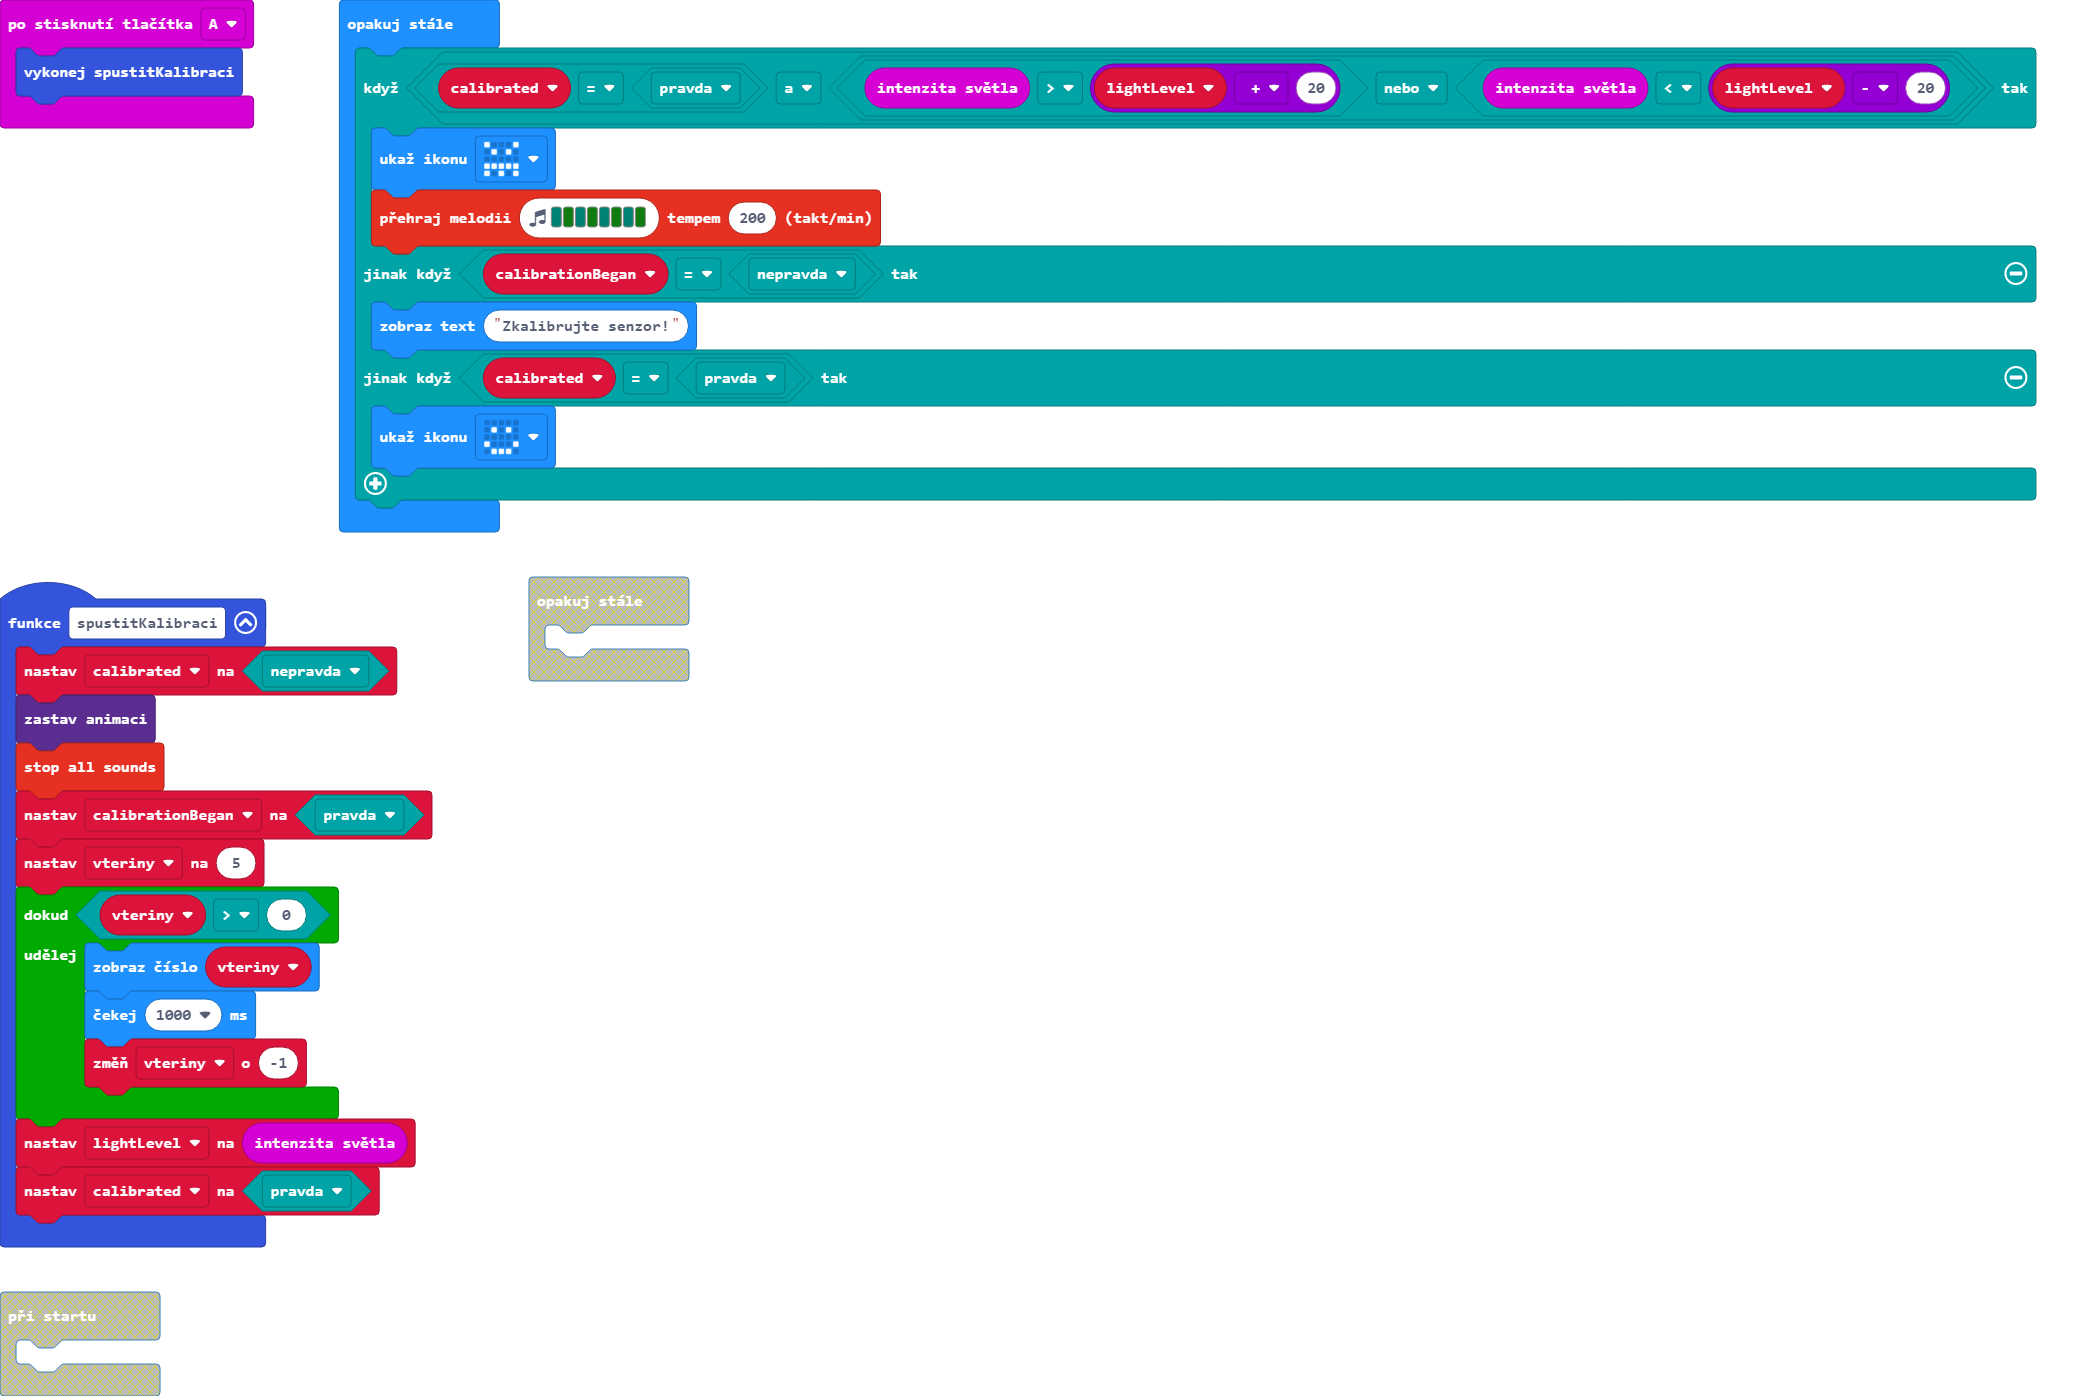 po stisknutí tlačítka A
vykonej spustitKalibraci
opakuj stále
když calibrated = pravda a intenzita světla > lightLevel + 20 nebo intenzita světla < lightLevel - 20 tak
ukaž ikonu
přehraj melodii tempem 200 (takt/min)
jinak když calibrationBegan = nepravda tak
zobraz text "Zkalibrujte senzor!"
jinak když calibrated = pravda tak
ukaž ikonu
funkce spustitKalibraci
nastav calibrated na nepravda
zastav animaci
stop all sounds
nastav calibrationBegan na pravda
nastav vteriny na 5
dokud vteriny > 0
udělej
zobraz číslo vteriny
čekej 1000 ms
změň vteriny o -1
nastav lightLevel na intenzita světla
nastav calibrated na pravda
opakuj stále
při startu